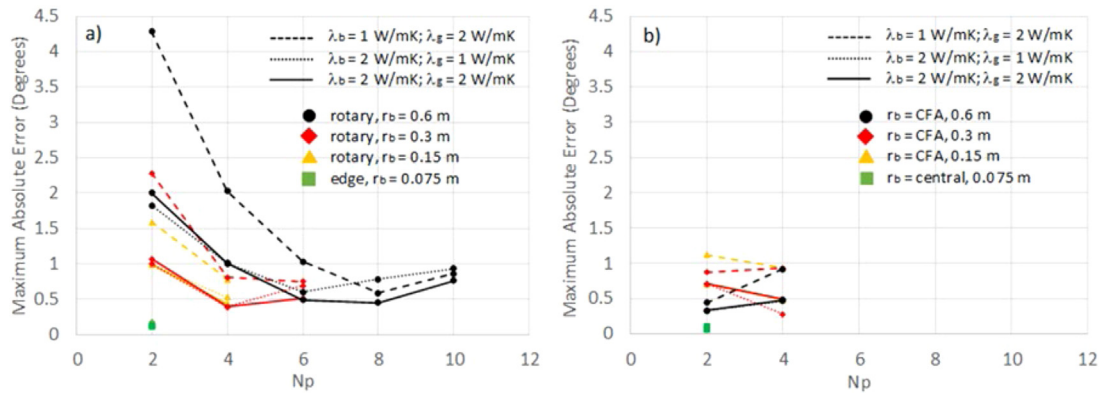 a)
Maximum Absolute Error (Degrees)
4.5
4
3.5
3
2.5
2
1.5
1
0.5
0
λb = 1 W/mK; λg = 2 W/mK
λb = 2 W/mK; λg = 1 W/mK
λb = 2 W/mK; λg = 2 W/mK
rotary, rb = 0.6 m
rotary, rb = 0.3 m
rotary, rb = 0.15 m
edge, rb = 0.075 m
0 2 4 6 8 10 12
Np
b)
Maximum Absolute Error (Degrees)
4.5
4
3.5
3
2.5
2
1.5
1
0.5
0
λb = 1 W/mK; λg = 2 W/mK
λb = 2 W/mK; λg = 1 W/mK
λb = 2 W/mK; λg = 2 W/mK
rb = CFA, 0.6 m
rb = CFA, 0.3 m
rb = CFA, 0.15 m
rb = central, 0.075 m
0 2 4 6 8 10 12
Np